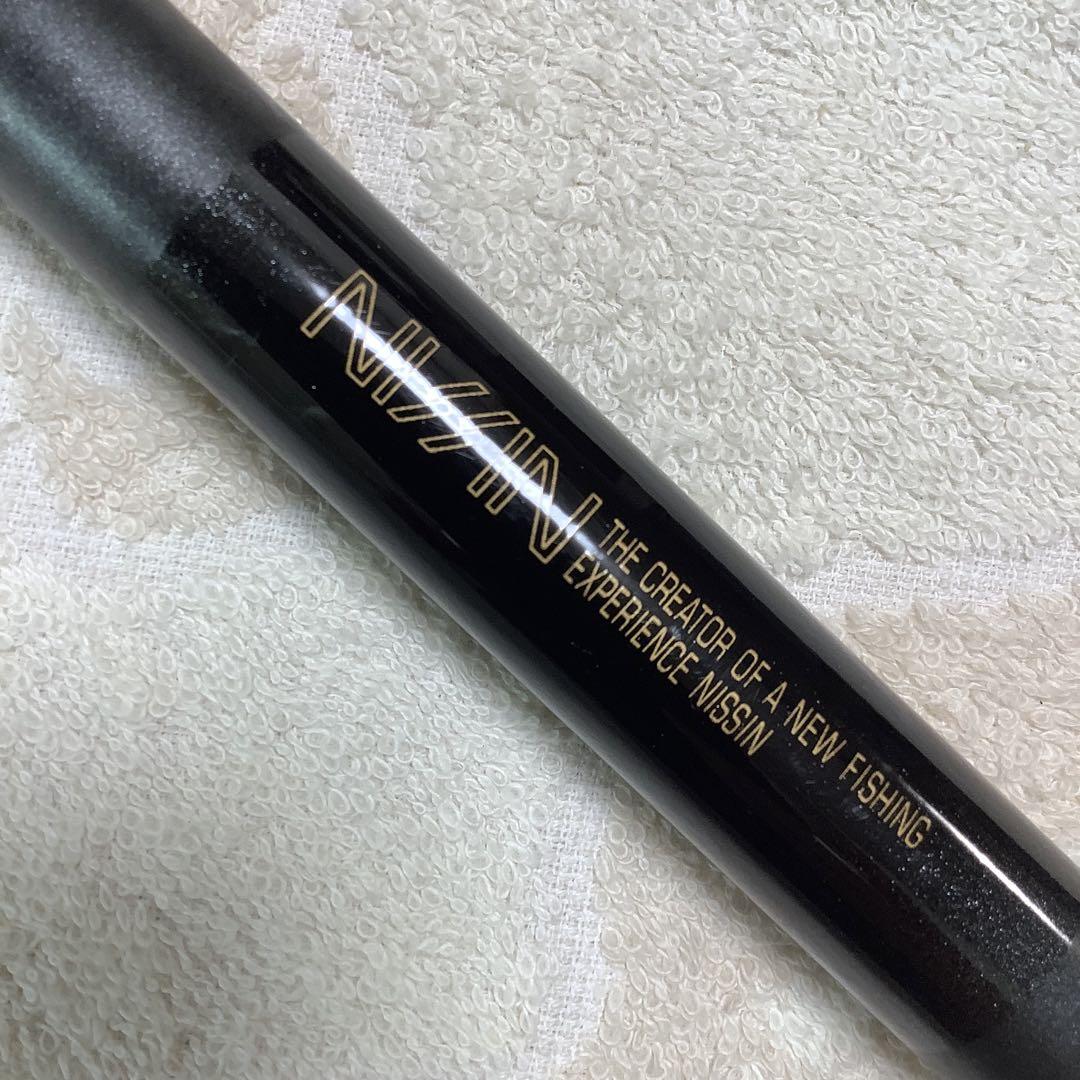 NISSIN
THE CREATOR OF A NEW FISHING
EXPERIENCE NISSIN